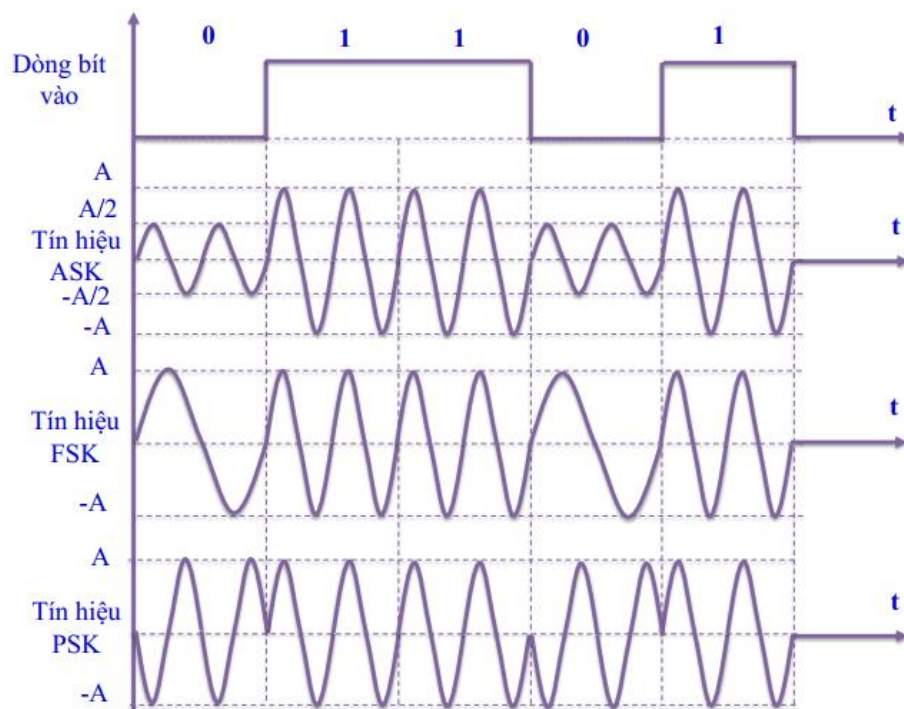 0 1 1 0 1
Dòng bít
vào
t
A
A/2
Tín hiệu
ASK
t
-A/2
-A
A
Tín hiệu
FSK
t
-A
A
Tín hiệu
PSK
t
-A